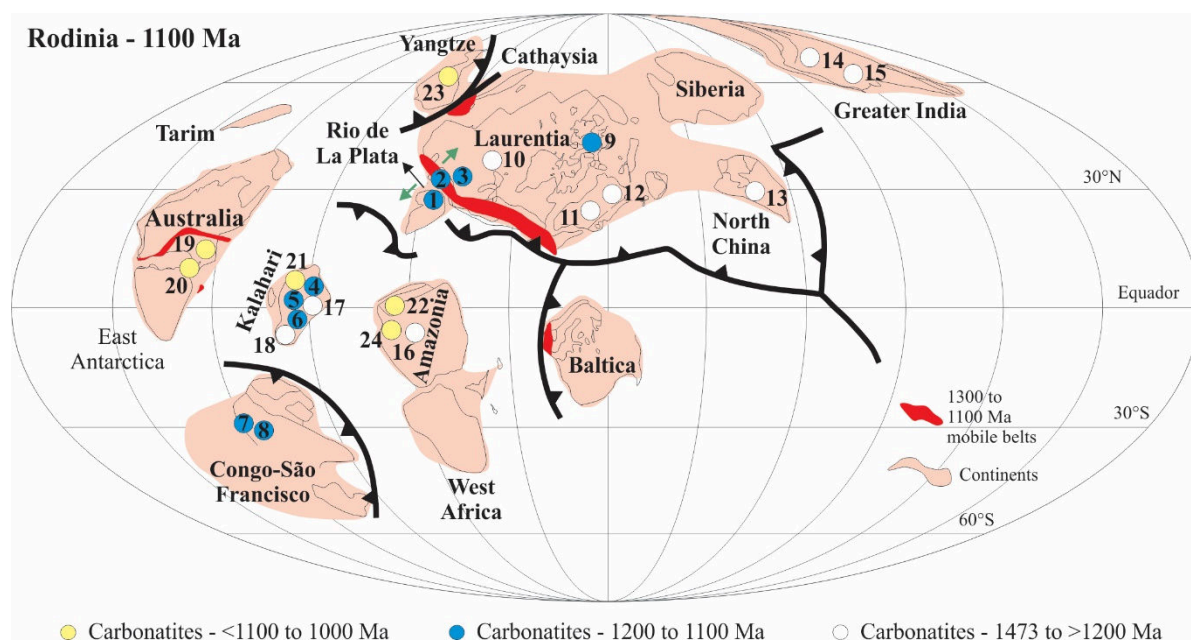 Rodinia - 1100 Ma
Yangtze
Cathaysia
23
Siberia
14
15
Greater India
Tarim
Rio de
La Plata
Laurentia
9
10
2
3
1
12
11
13
30°N
North
China
Australia
19
20
21
4
5
17
6
18
Kalahari
22
24
16
Amazonia
Equador
East
Antarctica
Baltica
7
8
Congo-São
Francisco
West
Africa
1300 to
1100 Ma
mobile belts
30°S
Continents
60°S
Carbonatites - <1100 to 1000 Ma
Carbonatites - 1200 to 1100 Ma
Carbonatites - 1473 to >1200 Ma